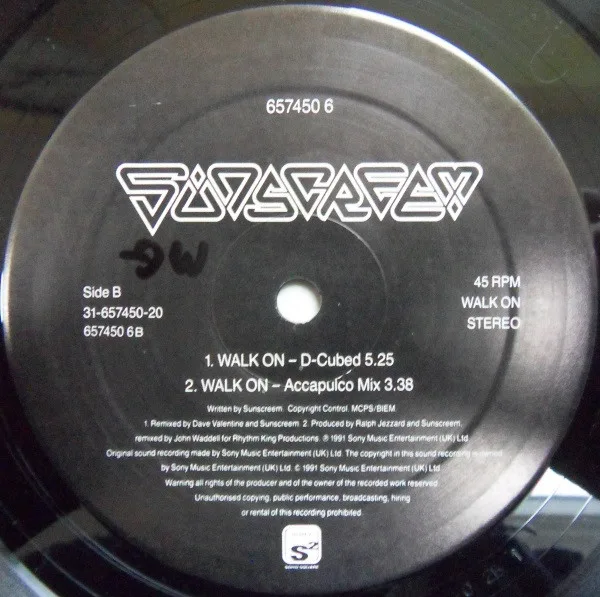 657450 6
SUNSCREEM
MG
Side B
31-657450-20
657450 6B
45 RPM
WALK ON
STEREO
1. WALK ON – D-Cubed 5.25
2. WALK ON – Accapulco Mix 3.38
Written by Sunscreem. Copyright Control. MCPS/BIEM
1. Remixed by Dave Valentine and Sunscreem. 2. Produced by Ralph Jezzard and Sunscreem.
remixed by John Waddell for Rhythm King Productions. ℗ 1991 Sony Music Entertainment (UK) Ltd.
Original sound recording made by Sony Music Entertainment (UK) Ltd. The copyright in this sound recording is owned
by Sony Music Entertainment (UK) Ltd. © 1991 Sony Music Entertainment (UK) Ltd.
Warning all rights of the producer and of the owner of the recorded work reserved.
Unauthorised copying, public performance, broadcasting, hiring
or rental of this recording prohibited.
S2
SONY SQUARE